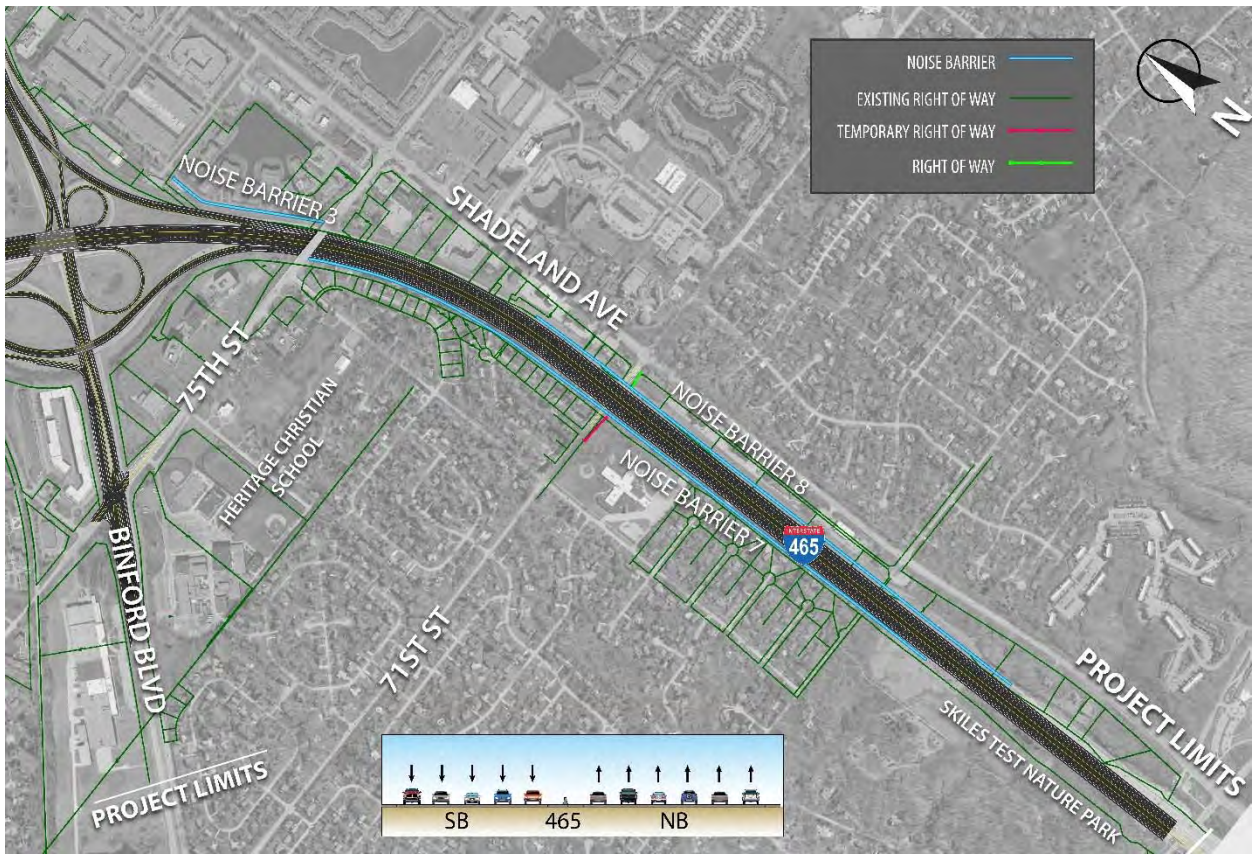 NOISE BARRIER
EXISTING RIGHT OF WAY
TEMPORARY RIGHT OF WAY
RIGHT OF WAY
N
NOISE BARRIER 3
SHADELAND AVE
75TH ST
HERITAGE CHRISTIAN
SCHOOL
NOISE BARRIER 8
NOISE BARRIER 7
INTERSTATE
465
BINFORD BLVD
71ST ST
PROJECT LIMITS
SKILES TEST NATURE PARK
PROJECT LIMITS
SB 465 NB